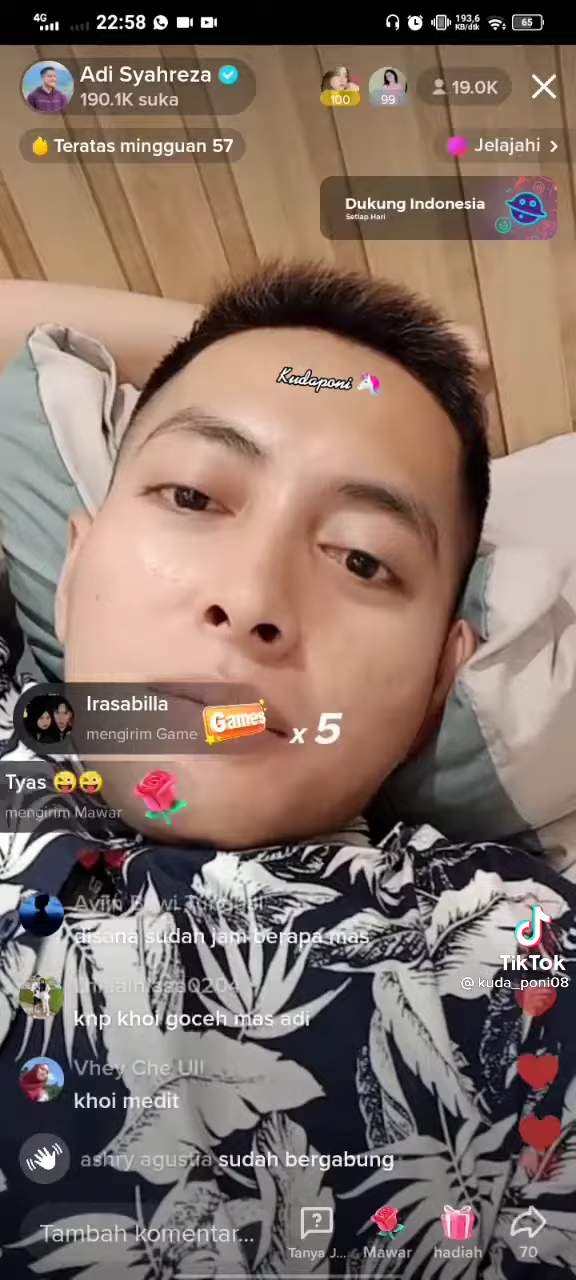 4G
22:58
193,6
KB/dtk
65
Adi Syahreza
190.1K suka
100
99
19.0K
Teratas mingguan 57
Jelajahi
Dukung Indonesia
Setiap Hari
Kudaponi
Irasabilla
mengirim Game
Games
x 5
Tyas
mengirim Mawar
disana sudan jam berapa mas
knp khoi goceh mas adi
Vhey Che Ull
khoi medit
ashry agustia sudah bergabung
TikTok
@kuda_poni08
Tambah komentar...
Tanya J...
Mawar
hadiah
70